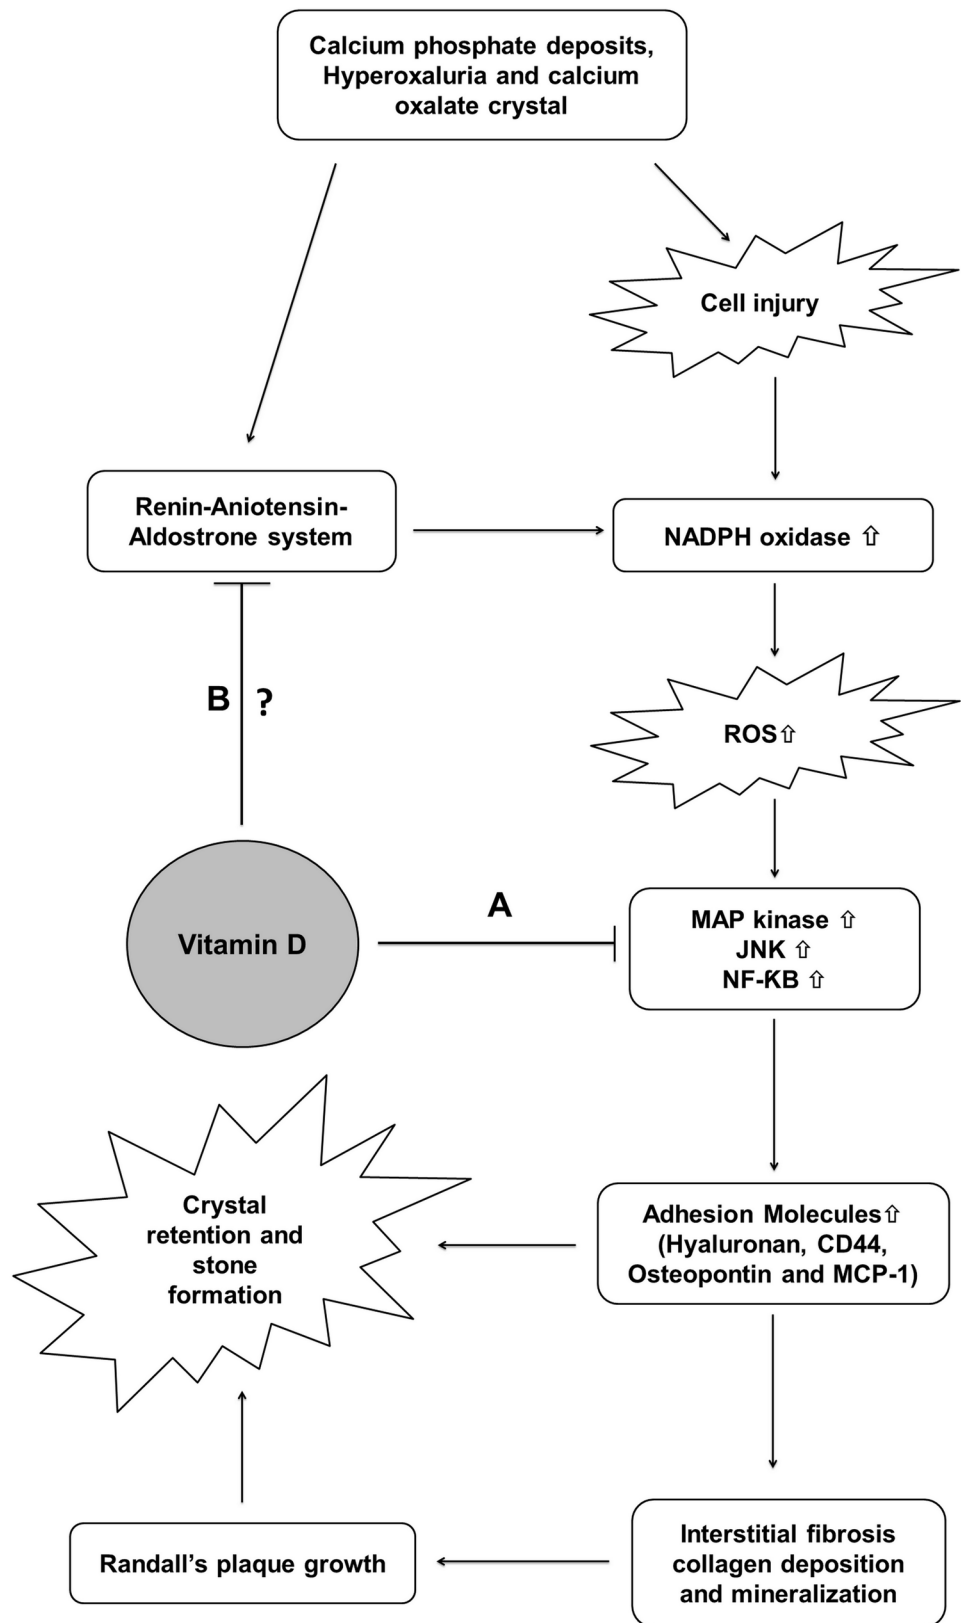 Calcium phosphate deposits,
Hyperoxaluria and calcium
oxalate crystal
Cell injury
Renin-Aniotensin-
Aldostrone system
NADPH oxidase ⇧
B ?
ROS⇧
A
Vitamin D
MAP kinase ⇧
JNK ⇧
NF-ƘB ⇧
Crystal
retention and
stone
formation
Adhesion Molecules⇧
(Hyaluronan, CD44,
Osteopontin and MCP-1)
Randall's plaque growth
Interstitial fibrosis
collagen deposition
and mineralization